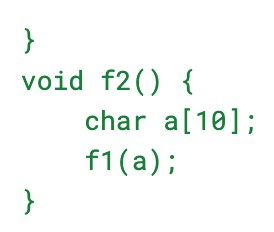 }
void f2() {
    char a[10];
    f1(a);
}